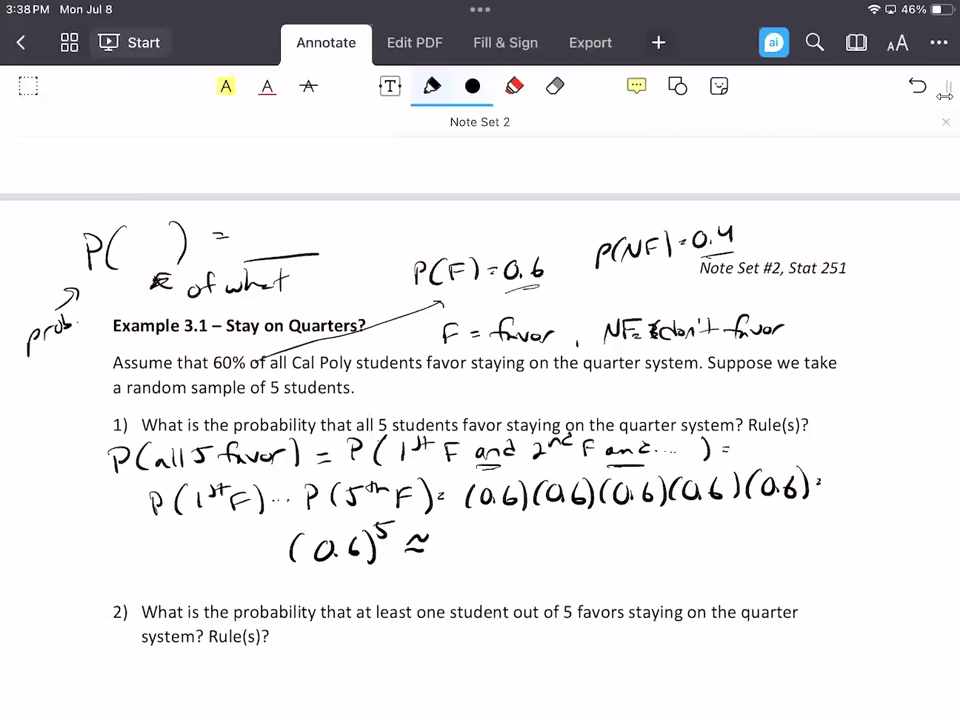 3:38 PM Mon Jul 8
46%
Start
Annotate
Edit PDF
Fill & Sign
Export
ai
AA
A A A T
Note Set 2
P( ) = ____
of what
prob.
P(F) = 0.6
P(NF) = 0.4
Note Set #2, Stat 251
Example 3.1 – Stay on Quarters?
F = favor , NF = don't favor
Assume that 60% of all Cal Poly students favor staying on the quarter system. Suppose we take
a random sample of 5 students.
1) What is the probability that all 5 students favor staying on the quarter system? Rule(s)?
P(all 5 favor) = P(1st F and 2nd F and ... ) =
P(1st F) ... P(5th F) = (0.6)(0.6)(0.6)(0.6)(0.6) =
(0.6)^5 ≈
2) What is the probability that at least one student out of 5 favors staying on the quarter
system? Rule(s)?